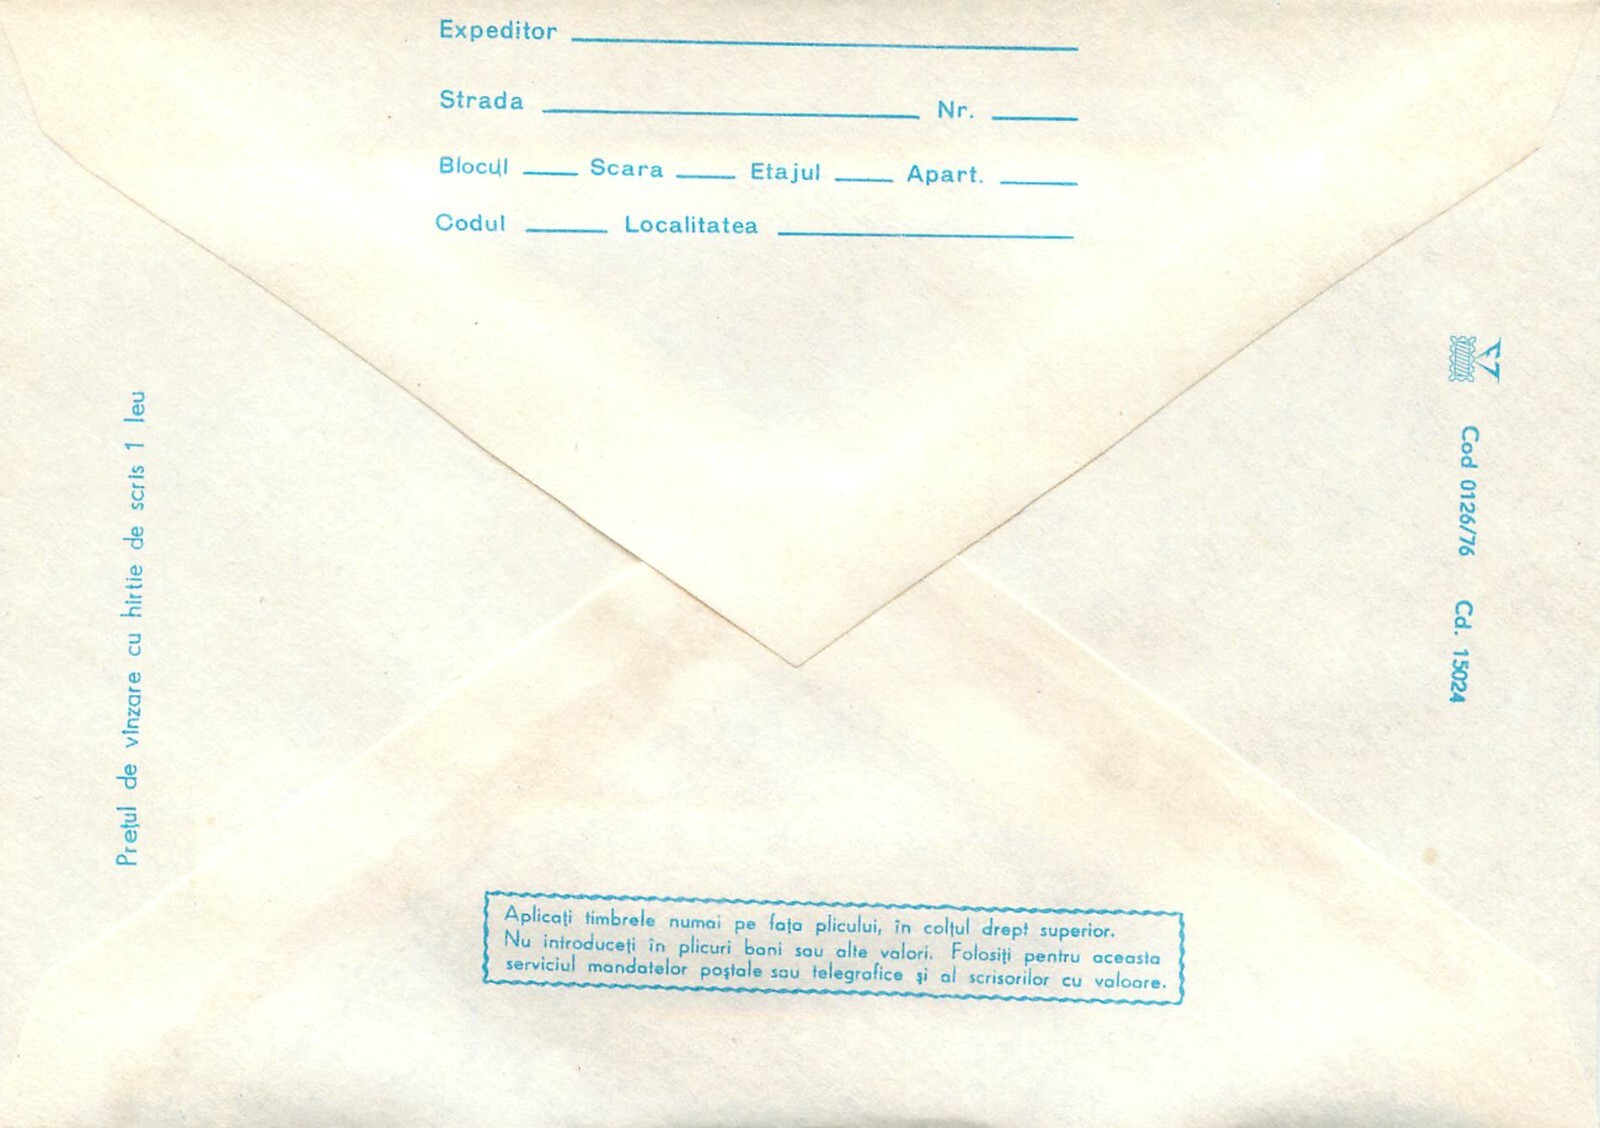 Expeditor
Strada Nr.
Blocul Scara Etajul Apart.
Codul Localitatea
Prețul de vînzare cu hîrtie de scris 1 leu
Cod 0126/76 Cd. 15024
Aplicați timbrele numai pe fața plicului, în colțul drept superior.
Nu introduceți în plicuri bani sau alte valori. Folosiți pentru aceasta
serviciul mandatelor poștale sau telegrafice și al scrisorilor cu valoare.